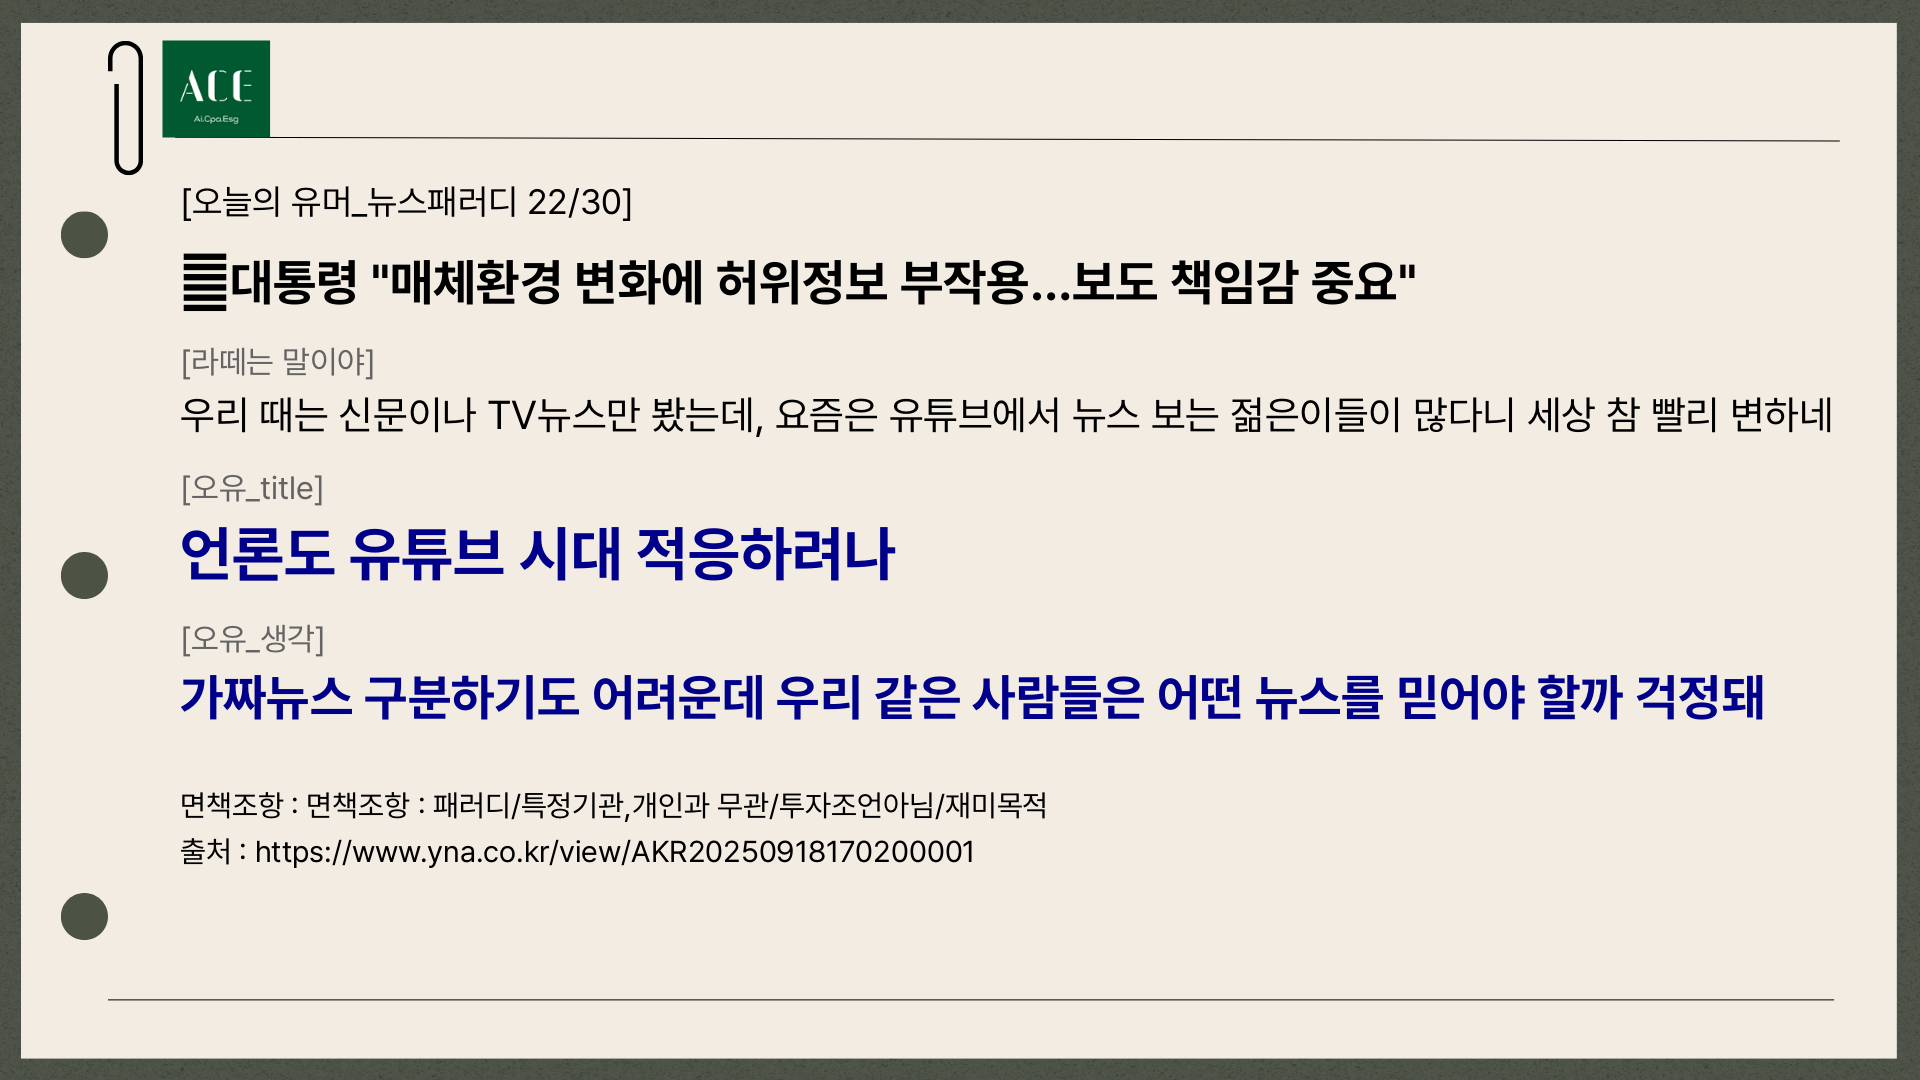 ACE
Ai.Cpa.Esg
[오늘의 유머_뉴스패러디 22/30]
䷀대통령 "매체환경 변화에 허위정보 부작용…보도 책임감 중요"
[라떼는 말이야]
우리 때는 신문이나 TV뉴스만 봤는데, 요즘은 유튜브에서 뉴스 보는 젊은이들이 많다니 세상 참 빨리 변하네
[오유_title]
언론도 유튜브 시대 적응하려나
[오유_생각]
가짜뉴스 구분하기도 어려운데 우리 같은 사람들은 어떤 뉴스를 믿어야 할까 걱정돼
면책조항 : 면책조항 : 패러디/특정기관,개인과 무관/투자조언아님/재미목적
출처 : https://www.yna.co.kr/view/AKR20250918170200001